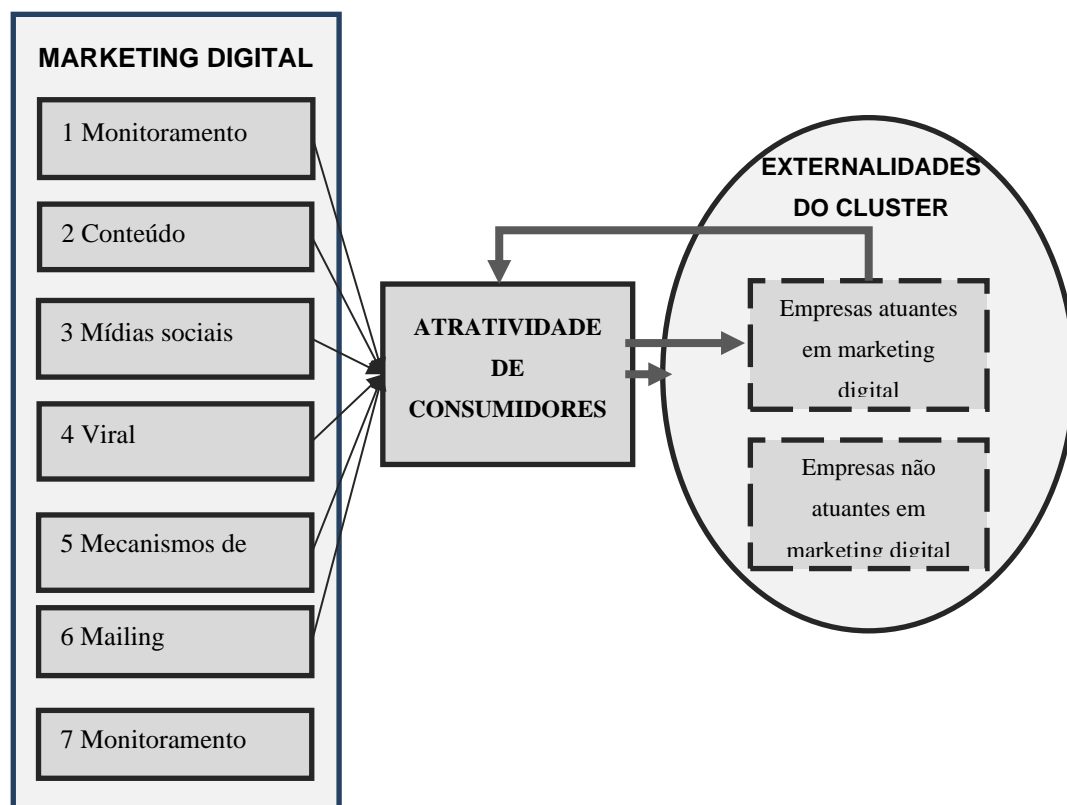 MARKETING DIGITAL
1 Monitoramento
2 Conteúdo
3 Mídias sociais
4 Viral
5 Mecanismos de
6 Mailing
7 Monitoramento
ATRATIVIDADE
DE
CONSUMIDORES
EXTERNALIDADES
DO CLUSTER
Empresas atuantes
em marketing
digital
Empresas não
atuantes em
marketing digital